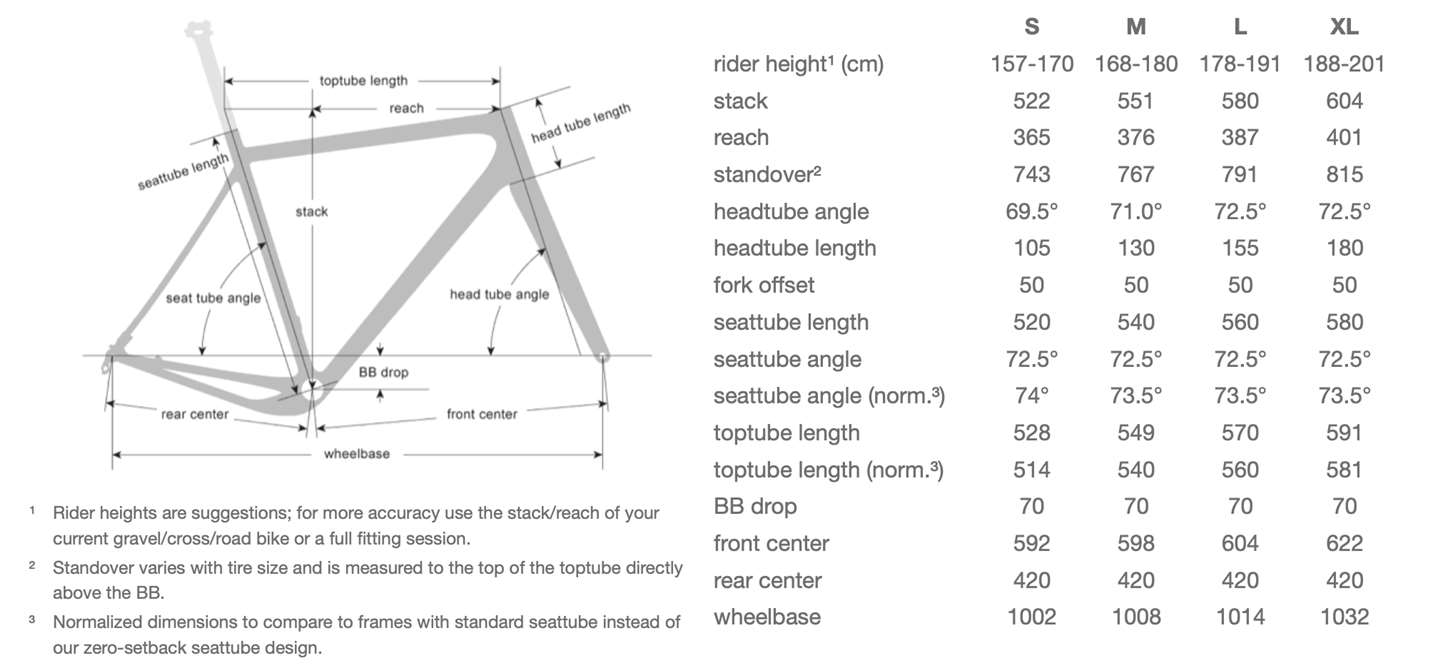 toptube length
reach
head tube length
seattube length
stack
seat tube angle
head tube angle
BB drop
rear center
front center
wheelbase
¹ Rider heights are suggestions; for more accuracy use the stack/reach of your
current gravel/cross/road bike or a full fitting session.
² Standover varies with tire size and is measured to the top of the toptube directly
above the BB.
³ Normalized dimensions to compare to frames with standard seattube instead of
our zero-setback seattube design.
S M L XL
rider height¹ (cm) 157-170 168-180 178-191 188-201
stack 522 551 580 604
reach 365 376 387 401
standover² 743 767 791 815
headtube angle 69.5° 71.0° 72.5° 72.5°
headtube length 105 130 155 180
fork offset 50 50 50 50
seattube length 520 540 560 580
seattube angle 72.5° 72.5° 72.5° 72.5°
seattube angle (norm.³) 74° 73.5° 73.5° 73.5°
toptube length 528 549 570 591
toptube length (norm.³) 514 540 560 581
BB drop 70 70 70 70
front center 592 598 604 622
rear center 420 420 420 420
wheelbase 1002 1008 1014 1032